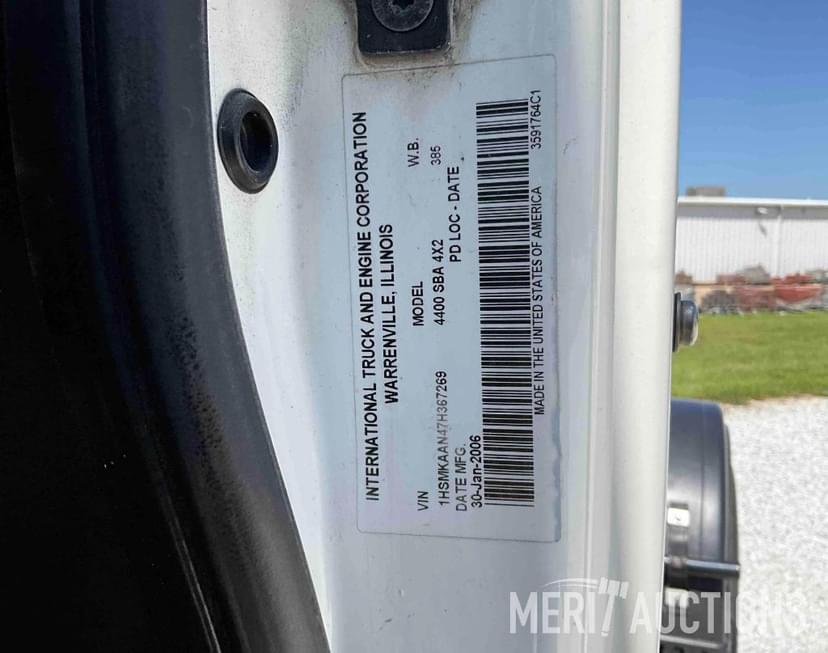 INTERNATIONAL TRUCK AND ENGINE CORPORATION
WARRENVILLE, ILLINOIS
VIN MODEL W.B.
1HSMKAAN47H367269 4400 SBA 4X2 385
DATE MFG. PD LOC - DATE
30-Jan-2006
MADE IN THE UNITED STATES OF AMERICA 3591764C1
MERIT AUCTIONS